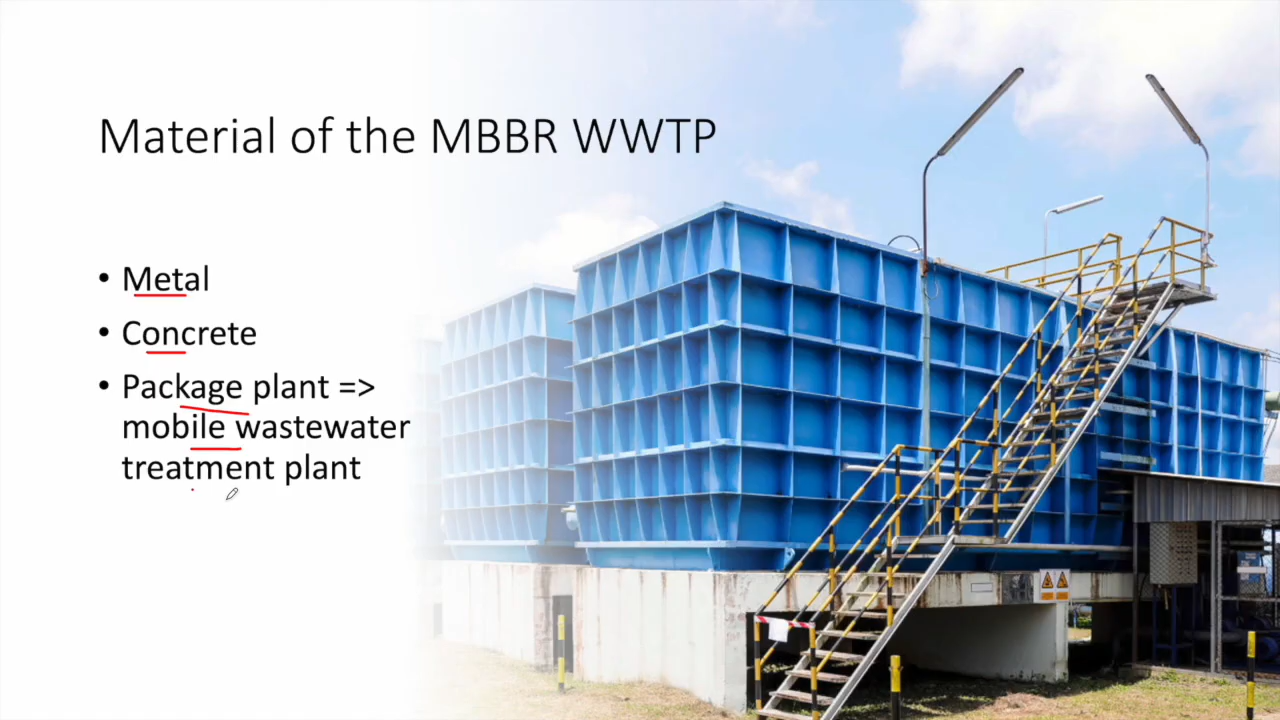 Material of the MBBR WWTP
• Metal
• Concrete
• Package plant =>
mobile wastewater
treatment plant